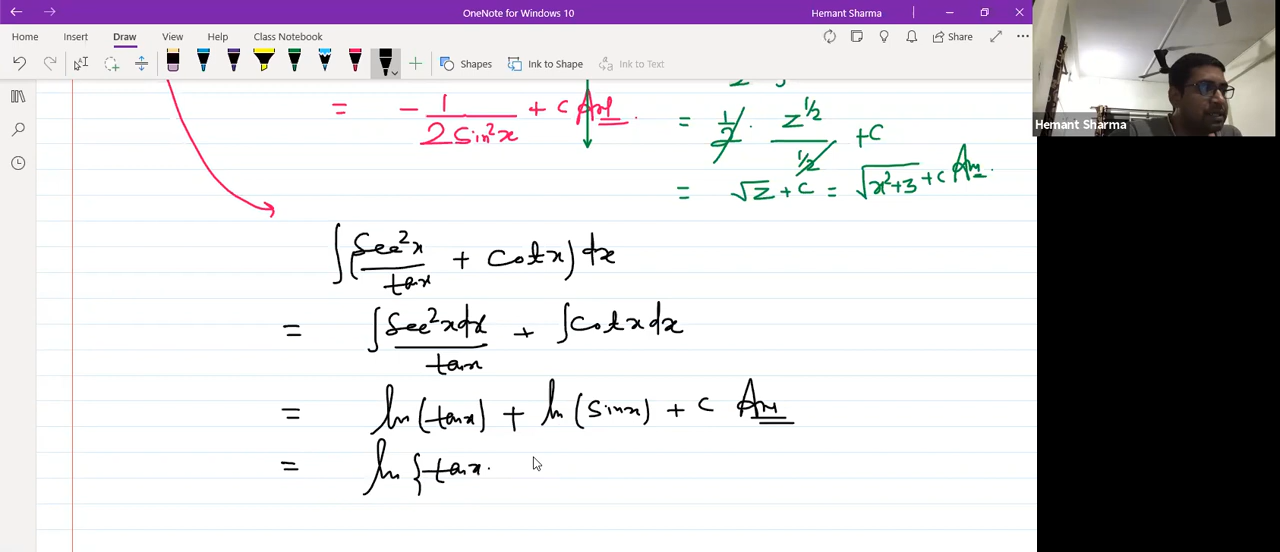 OneNote for Windows 10
Hemant Sharma
Home Insert Draw View Help Class Notebook
Share
Shapes Ink to Shape Ink to Text
Hemant Sharma
= - 1/(2 Sin²x) + C Ans.
= 1/2 · z^(1/2)/(1/2) + C
= √z + C = √(x²+3) + C Ans.
∫(Sec²x/tanx + Cotx) dx
= ∫ Sec²x dx/tanx + ∫ Cotx dx
= ln(tanx) + ln(Sinx) + C Ans
= ln{tanx.